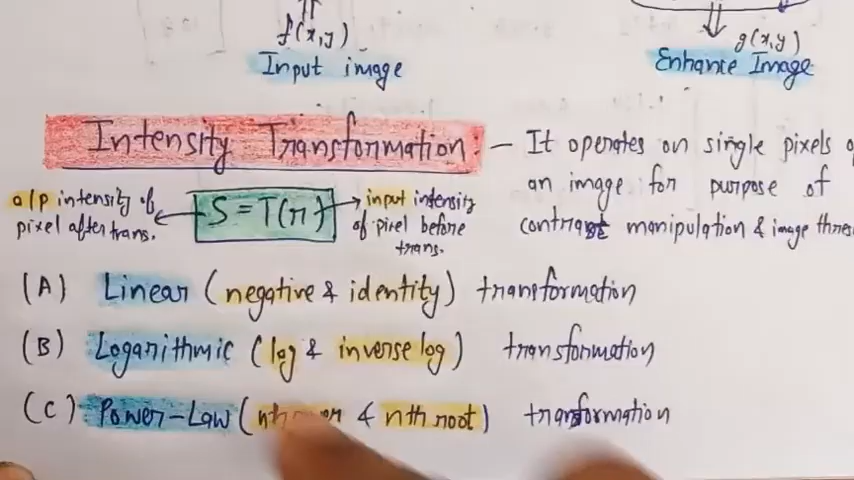 f(x,y)
Input image
g(x,y)
Enhance Image
Intensity Transformation: - It operates on single pixels
an image for purpose of
contrast manipulation & image thres
o/p intensity of
pixel after trans.
S = T(r)
input intensity
of pixel before
trans.
(A) Linear (negative & identity) transformation
(B) Logarithmic (log & inverse log) transformation
(C) Power-Law (nth & nth root) transformation